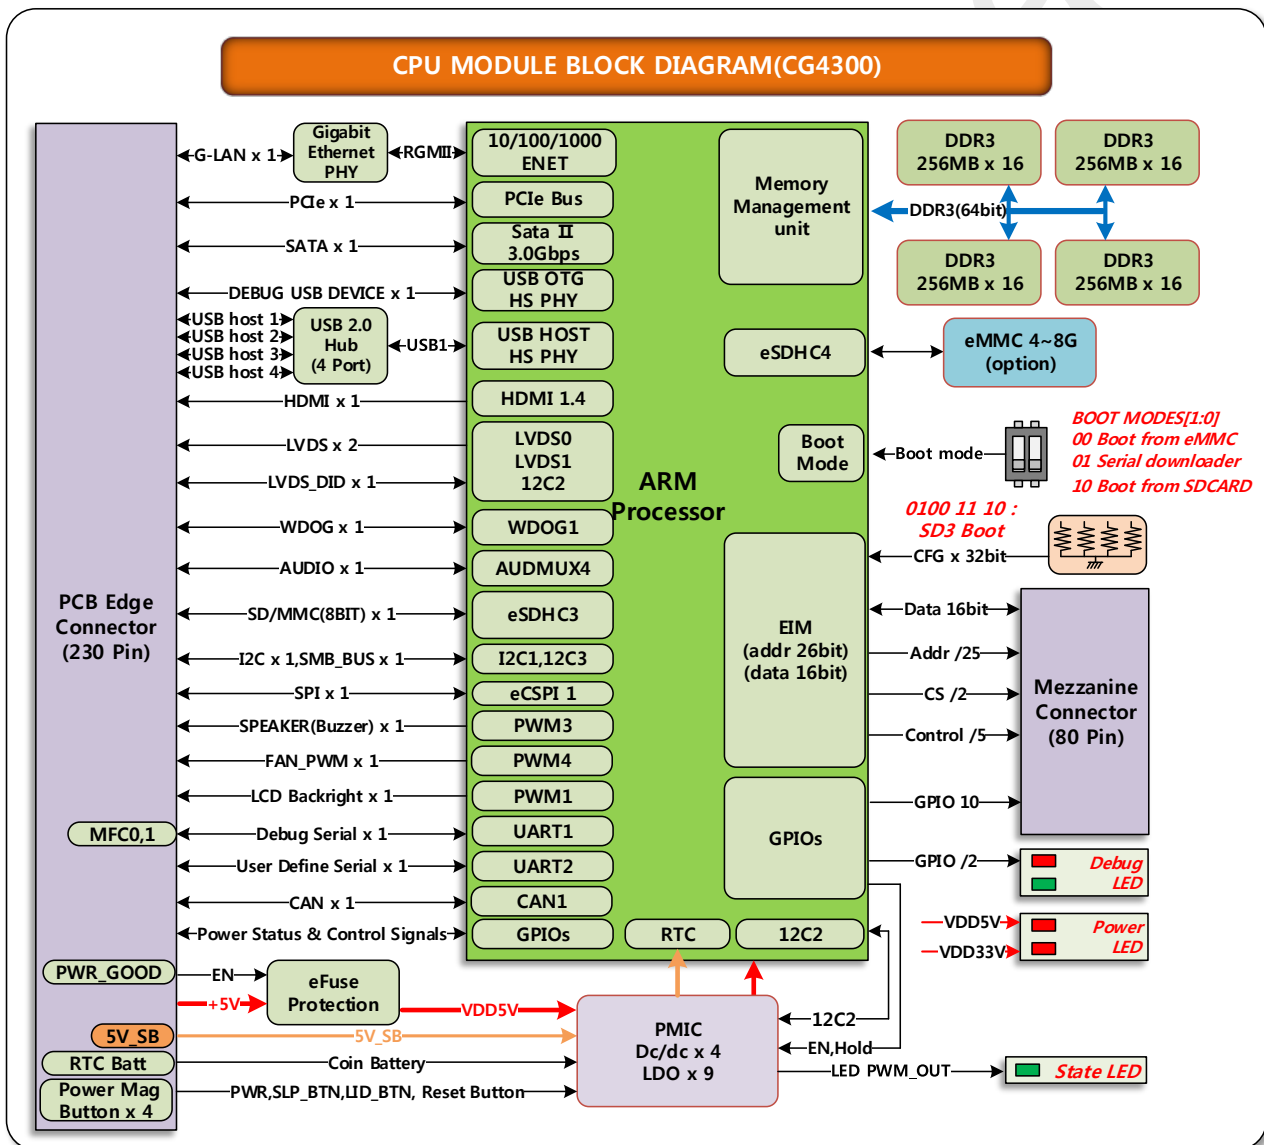 CPU MODULE BLOCK DIAGRAM(CG4300)
PCB Edge
Connector
(230 Pin)
MFC0,1
PWR_GOOD
5V_SB
RTC Batt
Power Mag
Button x 4
G-LAN x 1
Gigabit
Ethernet
PHY
RGMII
PCIe x 1
SATA x 1
DEBUG USB DEVICE x 1
USB host 1
USB host 2
USB host 3
USB host 4
USB 2.0
Hub
(4 Port)
USB1
HDMI x 1
LVDS x 2
LVDS_DID x 1
WDOG x 1
AUDIO x 1
SD/MMC(8BIT) x 1
I2C x 1,SMB_BUS x 1
SPI x 1
SPEAKER(Buzzer) x 1
FAN_PWM x 1
LCD Backright x 1
Debug Serial x 1
User Define Serial x 1
CAN x 1
Power Status & Control Signals
EN
+5V
eFuse
Protection
VDD5V
5V_SB
Coin Battery
PWR,SLP_BTN,LID_BTN, Reset Button
10/100/1000
ENET
PCIe Bus
Sata II
3.0Gbps
USB OTG
HS PHY
USB HOST
HS PHY
HDMI 1.4
LVDS0
LVDS1
12C2
WDOG1
AUDMUX4
eSDHC3
I2C1,12C3
eCSPI 1
PWM3
PWM4
PWM1
UART1
UART2
CAN1
GPIOs
ARM
Processor
Memory
Management
unit
eSDHC4
Boot
Mode
EIM
(addr 26bit)
(data 16bit)
GPIOs
RTC
12C2
PMIC
Dc/dc x 4
LDO x 9
DDR3
256MB x 16
DDR3
256MB x 16
DDR3(64bit)
DDR3
256MB x 16
DDR3
256MB x 16
eMMC 4~8G
(option)
Boot mode
BOOT MODES[1:0]
00 Boot from eMMC
01 Serial downloader
10 Boot from SDCARD
0100 11 10 :
SD3 Boot
CFG x 32bit
Data 16bit
Addr /25
CS /2
Control /5
GPIO 10
Mezzanine
Connector
(80 Pin)
GPIO /2
Debug
LED
VDD5V
VDD33V
Power
LED
12C2
EN,Hold
LED PWM_OUT
State LED